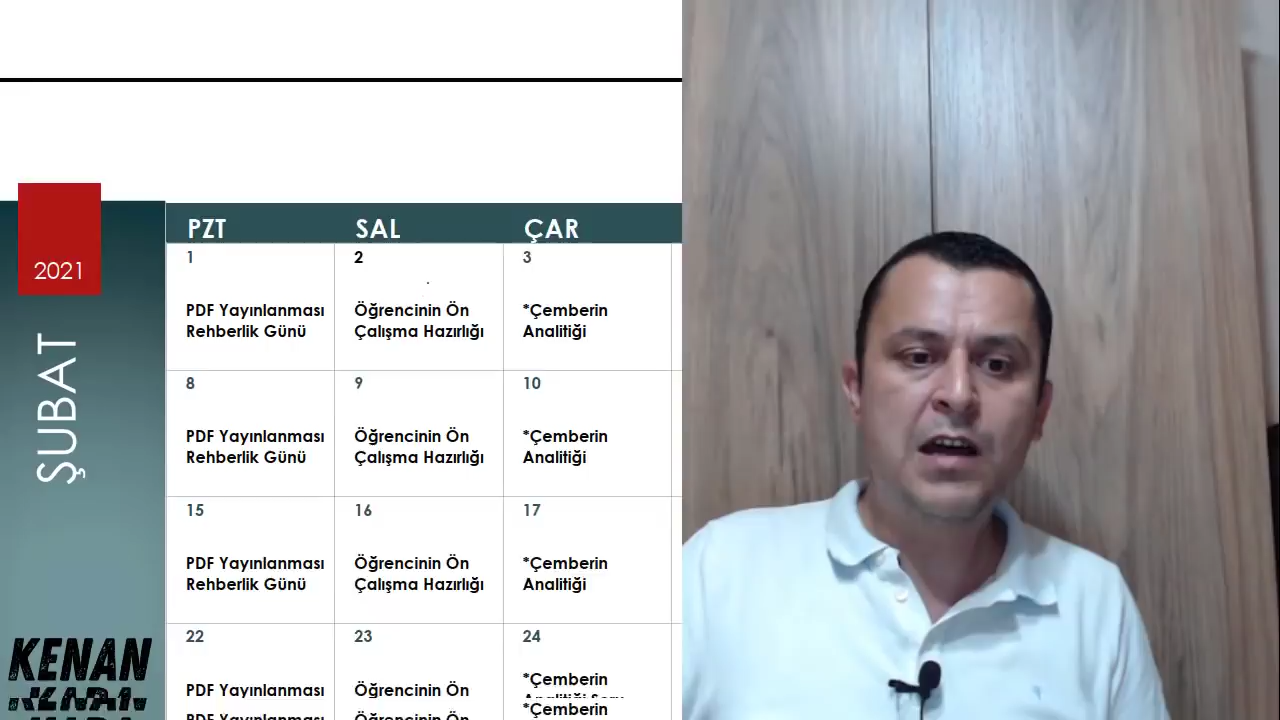 PZT SAL ÇAR
2021
ŞUBAT
1 2 3
PDF Yayınlanması Öğrencinin Ön *Çemberin
Rehberlik Günü Çalışma Hazırlığı Analitiği
8 9 10
PDF Yayınlanması Öğrencinin Ön *Çemberin
Rehberlik Günü Çalışma Hazırlığı Analitiği
15 16 17
PDF Yayınlanması Öğrencinin Ön *Çemberin
Rehberlik Günü Çalışma Hazırlığı Analitiği
22 23 24
PDF Yayınlanması Öğrencinin Ön *Çemberin
KENAN
*Çemberin